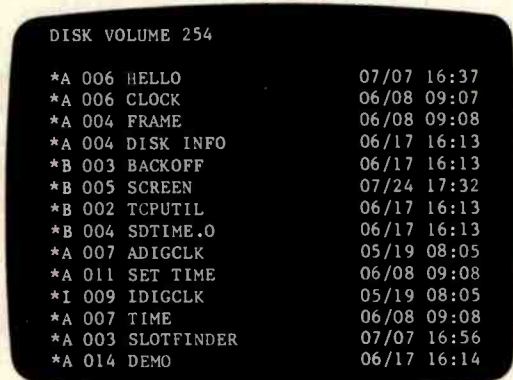 DISK VOLUME 254
*A 006 HELLO 07/07 16:37
*A 006 CLOCK 06/08 09:07
*A 004 FRAME 06/08 09:08
*A 004 DISK INFO 06/17 16:13
*B 003 BACKOFF 06/17 16:13
*B 005 SCREEN 07/24 17:32
*B 002 TCPUTIL 06/17 16:13
*B 004 SDTIME.O 06/17 16:13
*A 007 ADIGCLK 05/19 08:05
*A 011 SET TIME 06/08 09:08
*I 009 IDIGCLK 05/19 08:05
*A 007 TIME 06/08 09:08
*A 003 SLOTFINDER 07/07 16:56
*A 014 DEMO 06/17 16:14